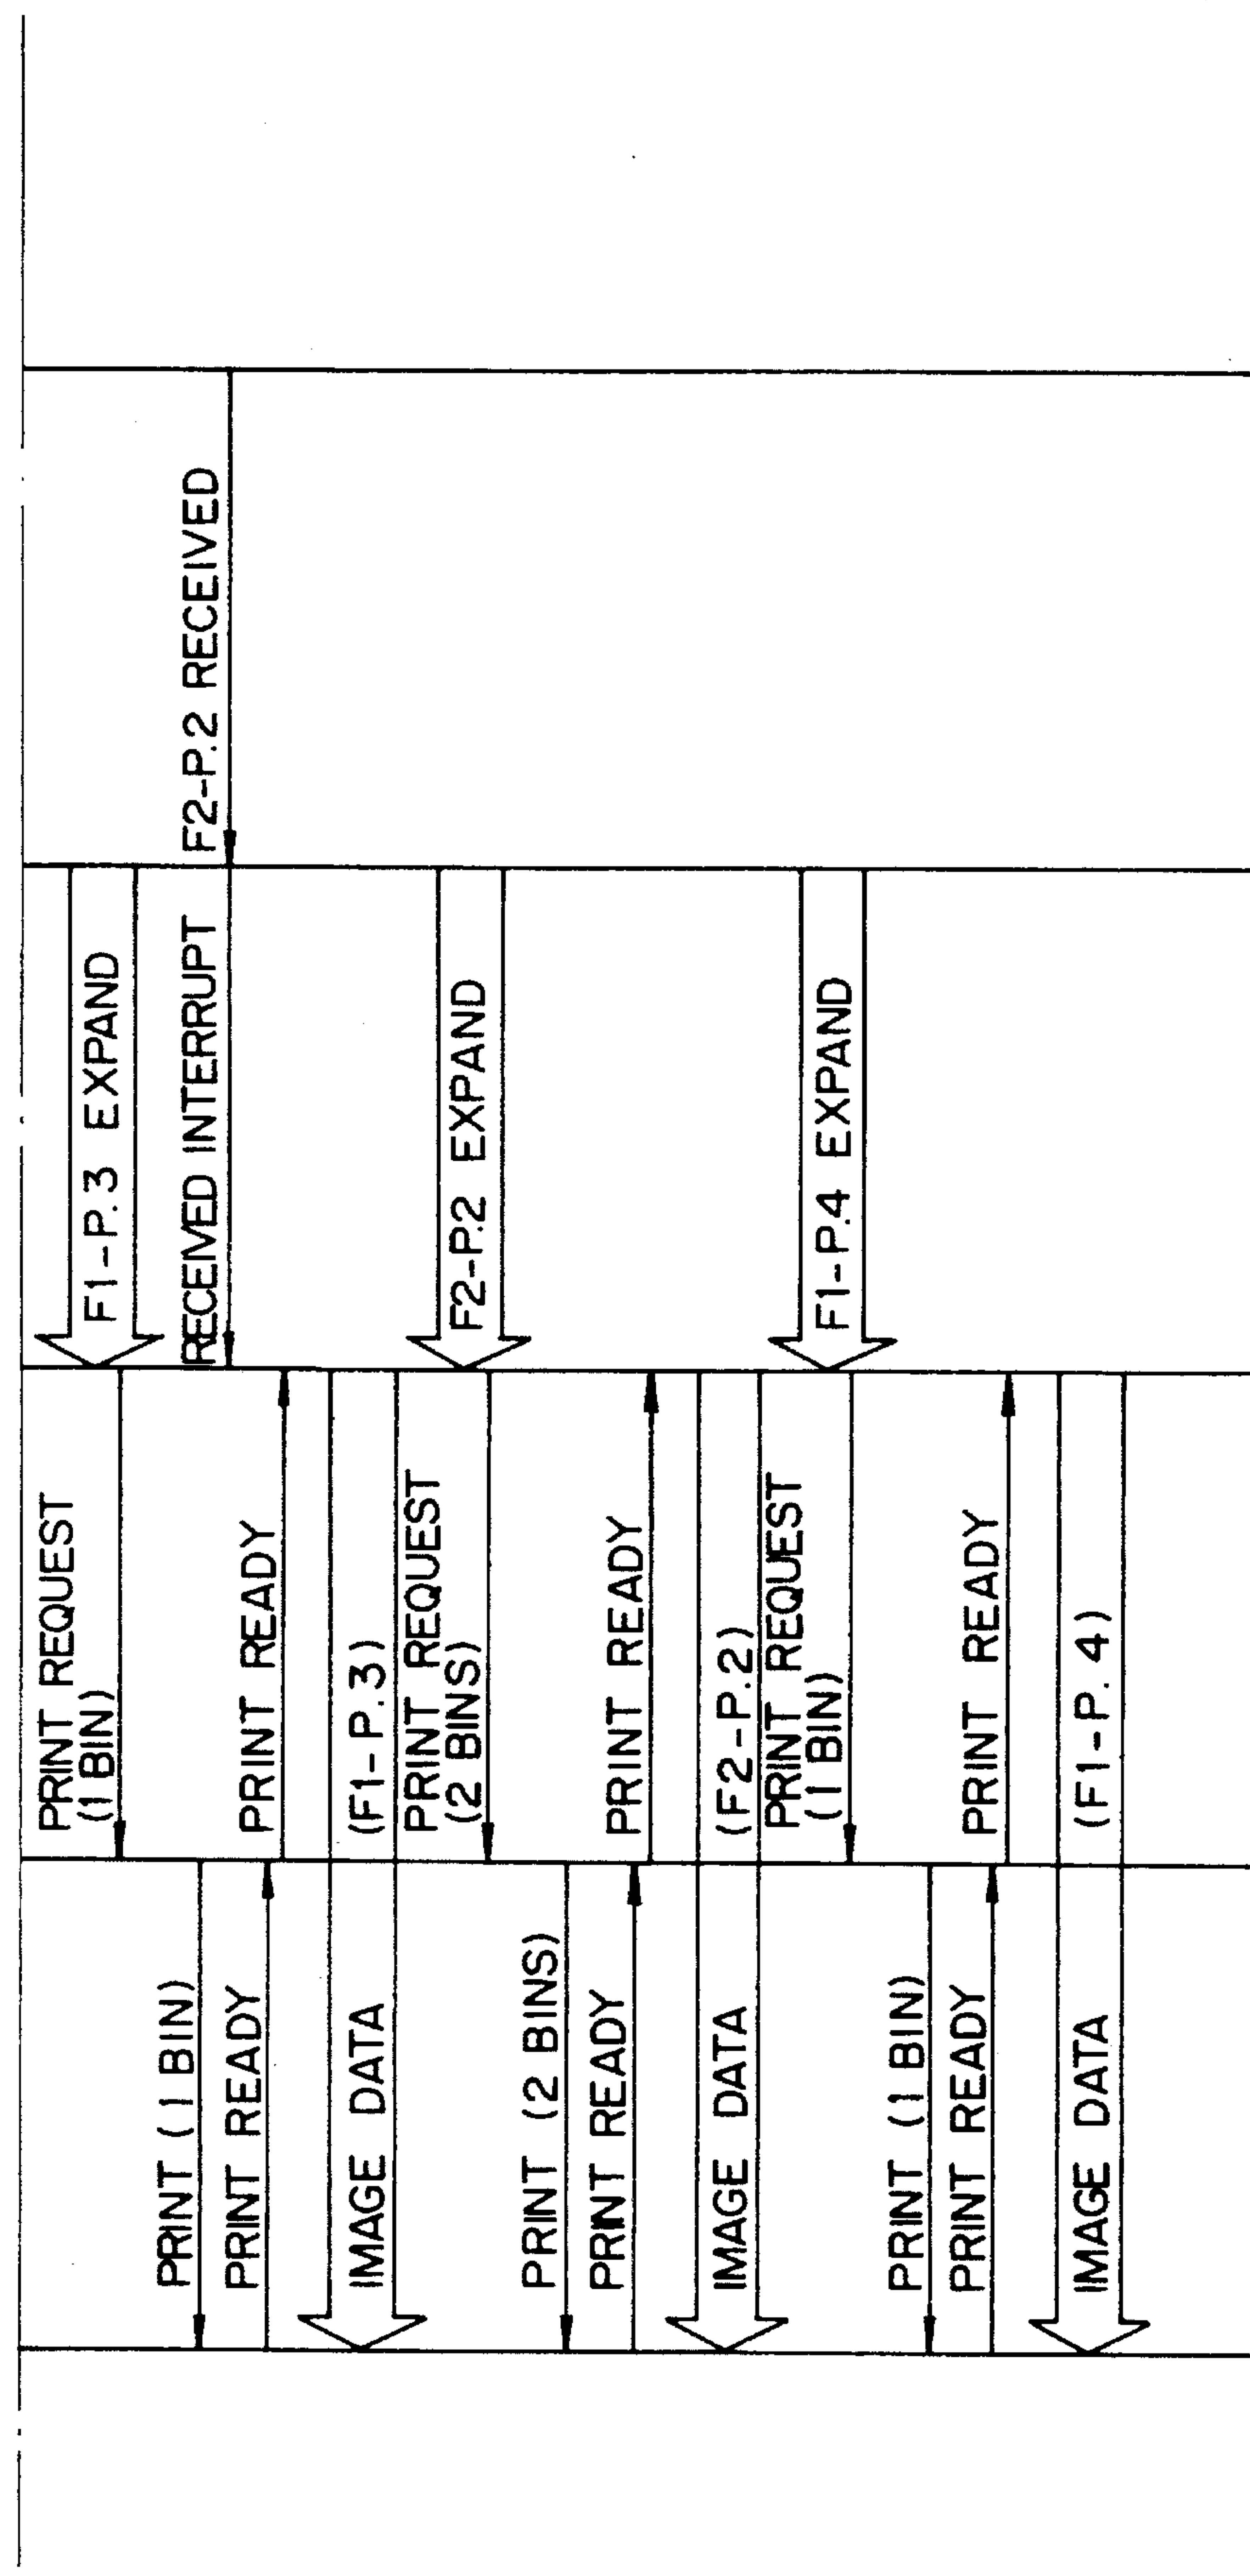 F1-P.3 EXPAND
PRINT REQUEST
(1 BIN)
F2-P.2 RECEIVED
RECEIVED INTERRUPT
PRINT (1 BIN)
PRINT READY
PRINT READY
IMAGE DATA (F1-P.3)
F2-P.2 EXPAND
PRINT REQUEST
(2 BINS)
PRINT (2 BINS)
PRINT READY
PRINT READY
IMAGE DATA (F2-P.2)
F1-P.4 EXPAND
PRINT REQUEST
(1 BIN)
PRINT (1 BIN)
PRINT READY
PRINT READY
IMAGE DATA (F1-P. 4)